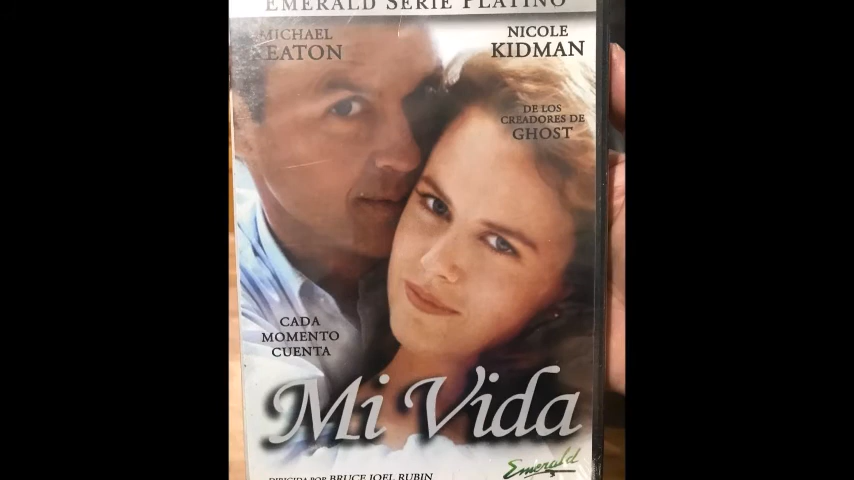 EMERALD SERIE PLATINO
MICHAEL
KEATON
NICOLE
KIDMAN
DE LOS
CREADORES DE
GHOST
CADA
MOMENTO
CUENTA
Mi Vida
Emerald
DIRIGIDA POR BRUCE JOEL RUBIN